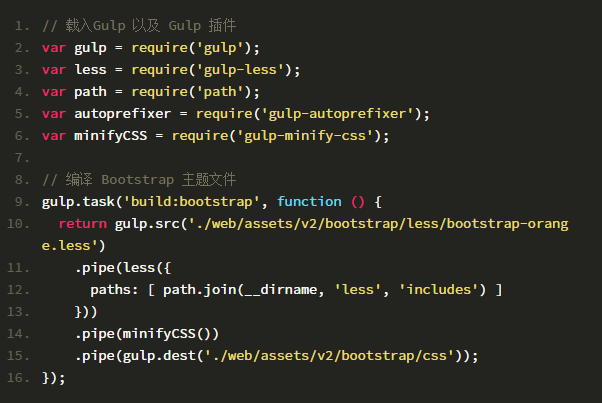 1. // 载入Gulp 以及 Gulp 插件
2. var gulp = require('gulp');
3. var less = require('gulp-less');
4. var path = require('path');
5. var autoprefixer = require('gulp-autoprefixer');
6. var minifyCSS = require('gulp-minify-css');
7.
8. // 编译 Bootstrap 主题文件
9. gulp.task('build:bootstrap', function () {
10.   return gulp.src('./web/assets/v2/bootstrap/less/bootstrap-orang
e.less')
11.     .pipe(less({
12.       paths: [ path.join(__dirname, 'less', 'includes') ]
13.     }))
14.     .pipe(minifyCSS())
15.     .pipe(gulp.dest('./web/assets/v2/bootstrap/css'));
16. });